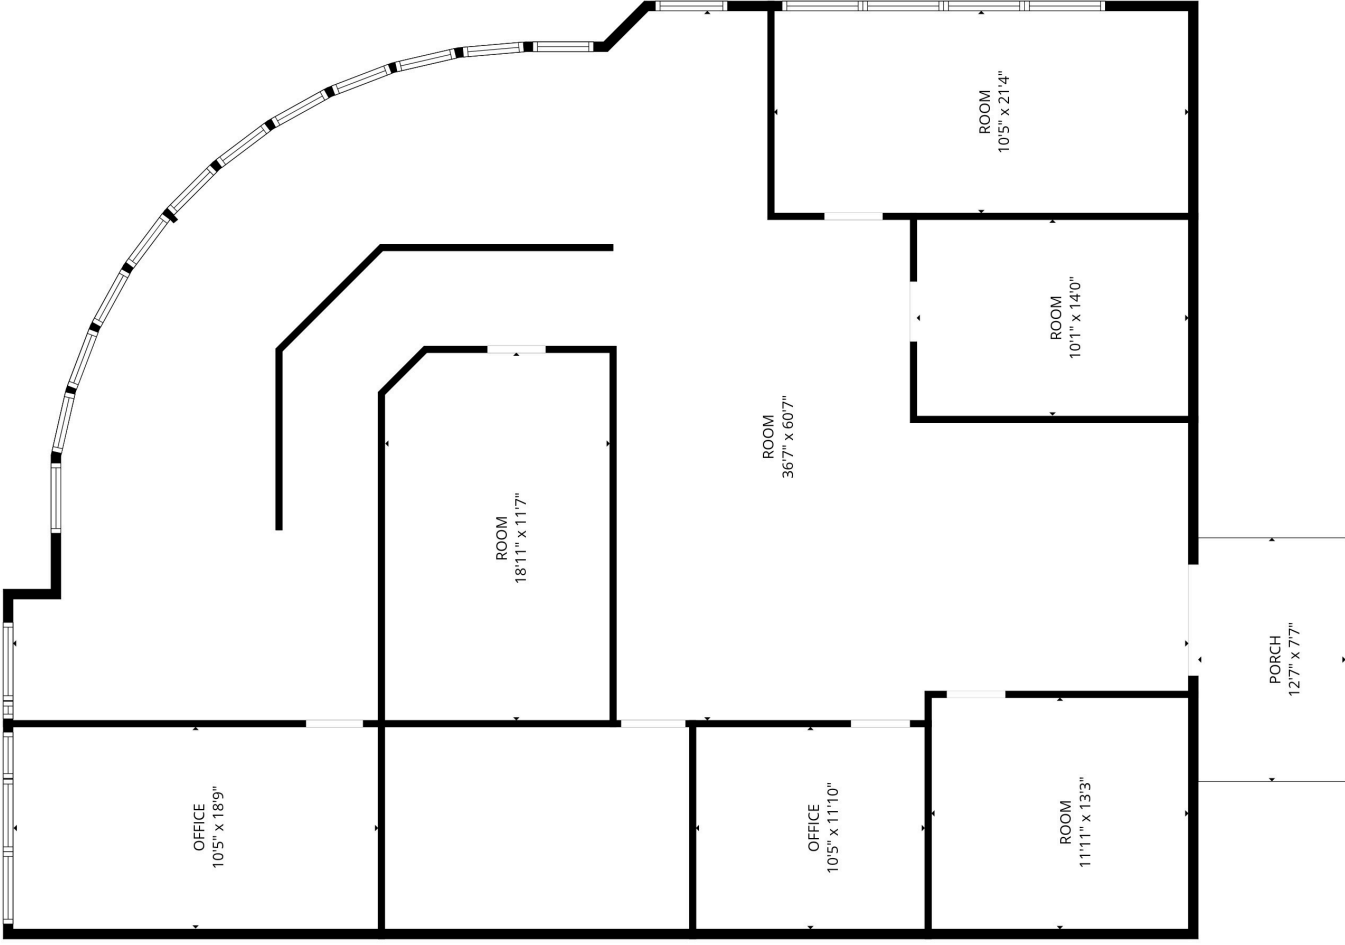 ROOM
10'5" x 21'4"
ROOM
10'1" x 14'0"
ROOM
36'7" x 60'7"
ROOM
18'11" x 11'7"
PORCH
12'7" x 7'7"
OFFICE
10'5" x 18'9"
OFFICE
10'5" x 11'10"
ROOM
11'11" x 13'3"